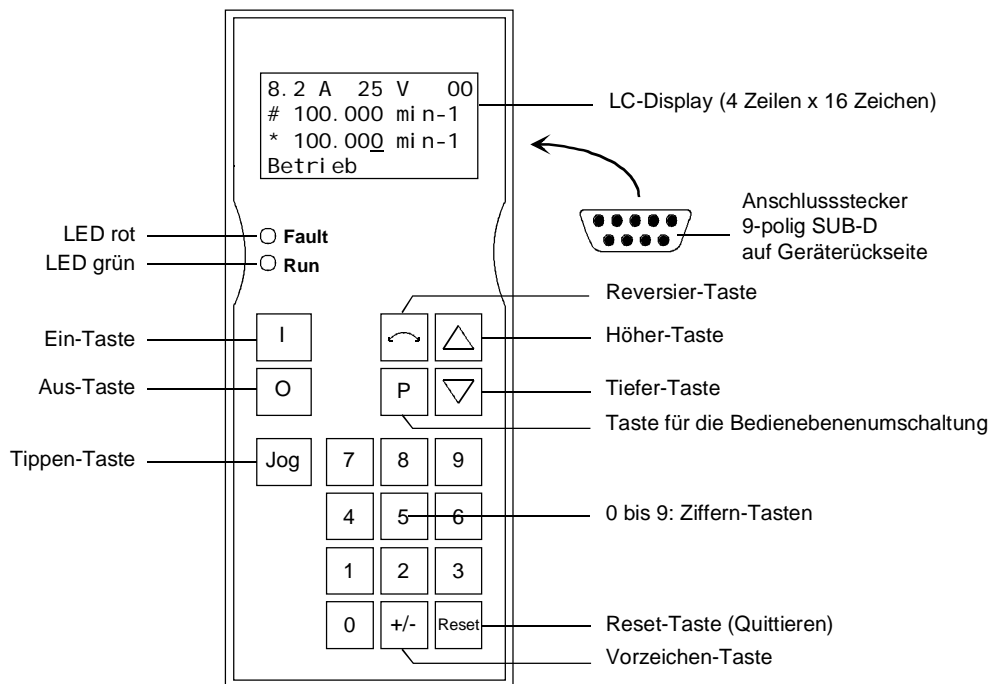 8.2 A 25 V 00
# 100.000 min-1
* 100.000 min-1
Betrieb
LC-Display (4 Zeilen x 16 Zeichen)
Anschlussstecker
9-polig SUB-D
auf Geräterückseite
LED rot
Fault
LED grün
Run
Reversier-Taste
Ein-Taste
I
Höher-Taste
Aus-Taste
O
P
Tiefer-Taste
Taste für die Bedienebenenumschaltung
Tippen-Taste
Jog
7
8
9
4
5
6
0 bis 9: Ziffern-Tasten
1
2
3
0
+/-
Reset
Reset-Taste (Quittieren)
Vorzeichen-Taste